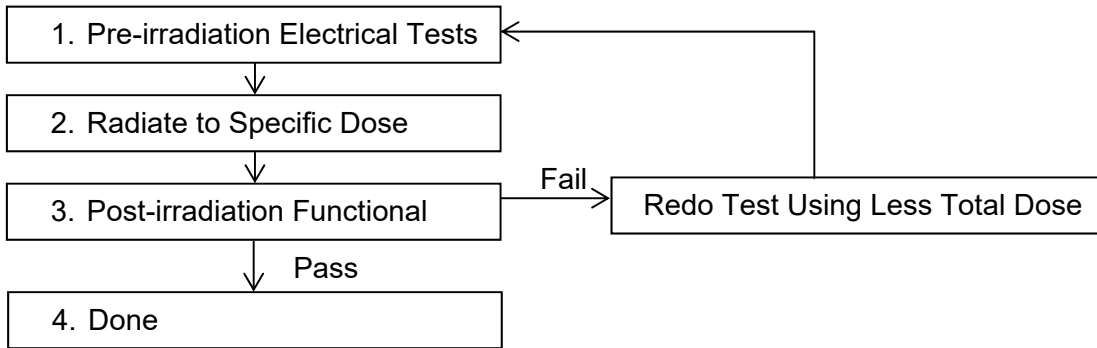 1. Pre-irradiation Electrical Tests
2. Radiate to Specific Dose
Fail
3. Post-irradiation Functional
Redo Test Using Less Total Dose
Pass
4. Done